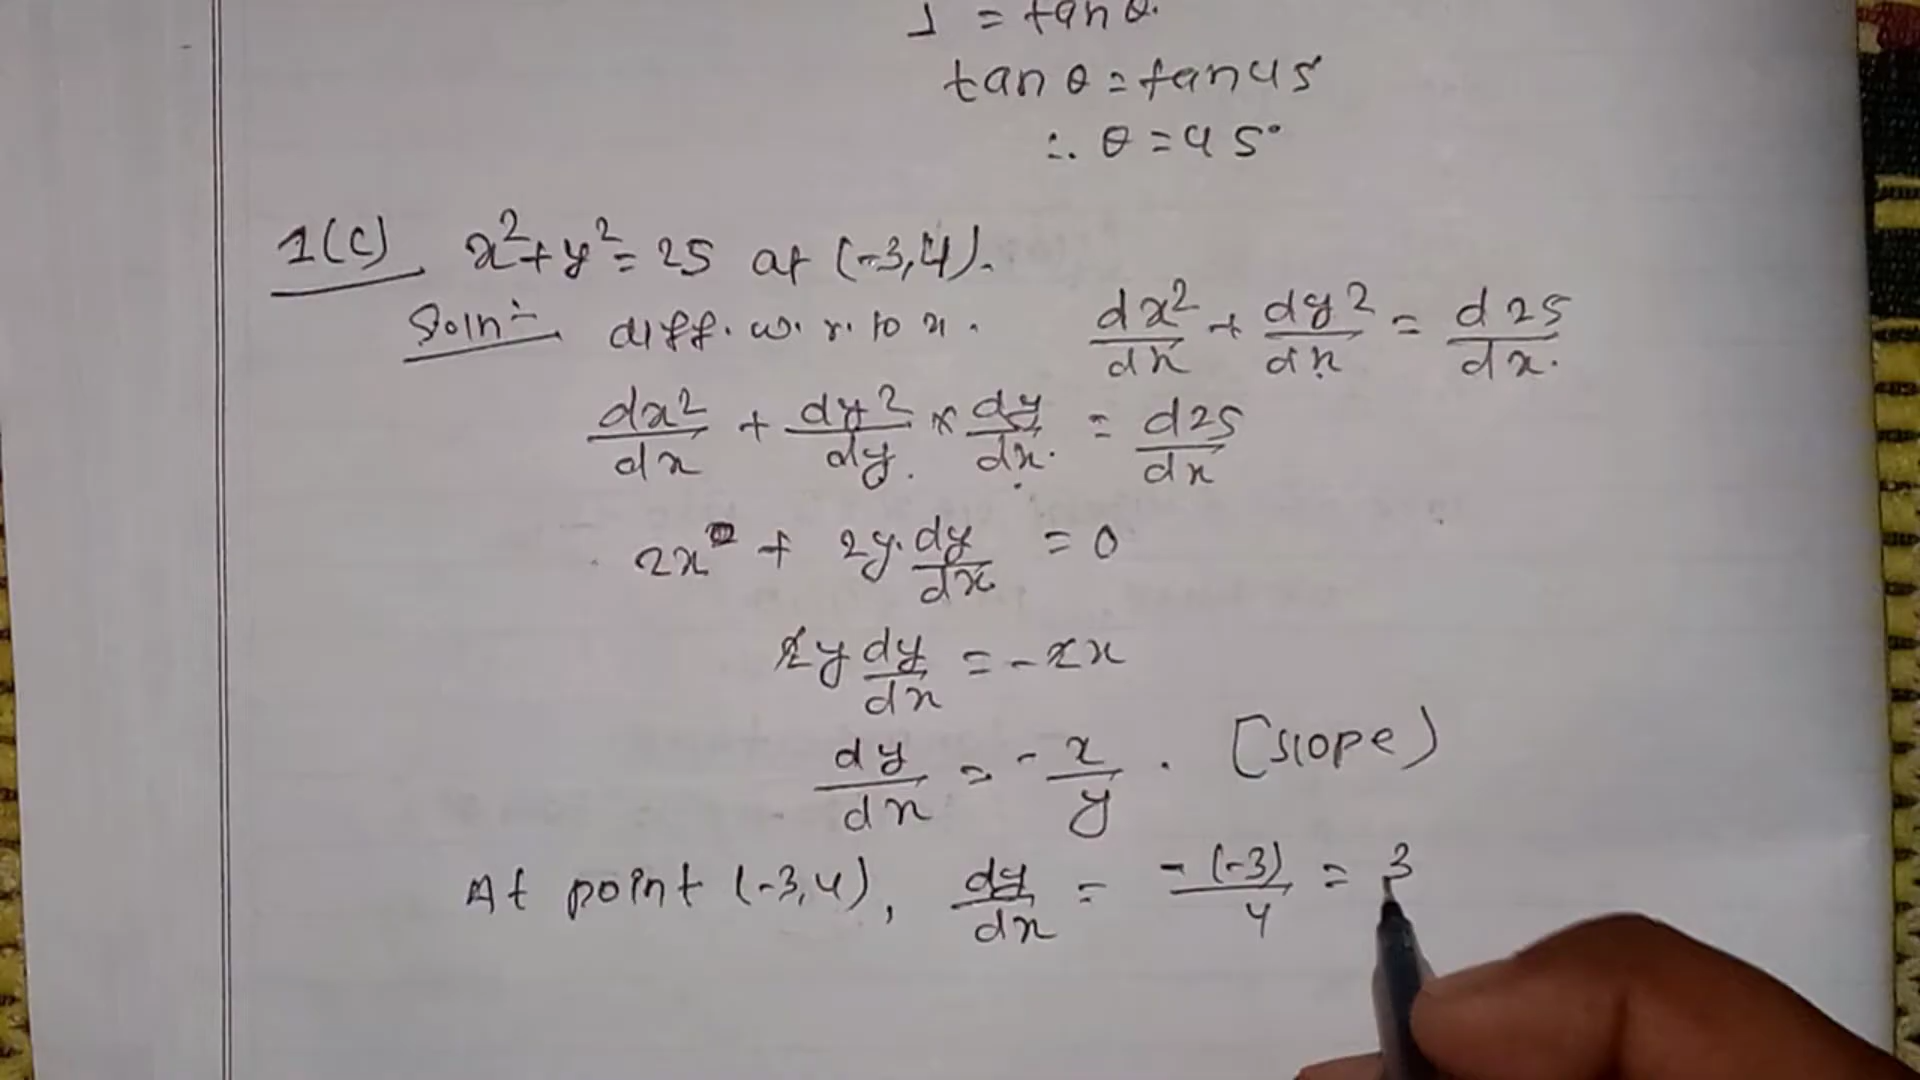 1 = tan θ.
tan θ = tan 45
∴ θ = 45°
1(C) x² + y² = 25 at (-3,4).
Soln:- diff. w. r. to x. dx²/dx + dy²/dx = d25/dx.
dx²/dx + dy²/dy × dy/dx = d25/dx
2x + 2y. dy/dx = 0
2y dy/dx = -2x
dy/dx = - x/y . [slope)
At point (-3,4), dy/dx = -(-3)/4 = 3